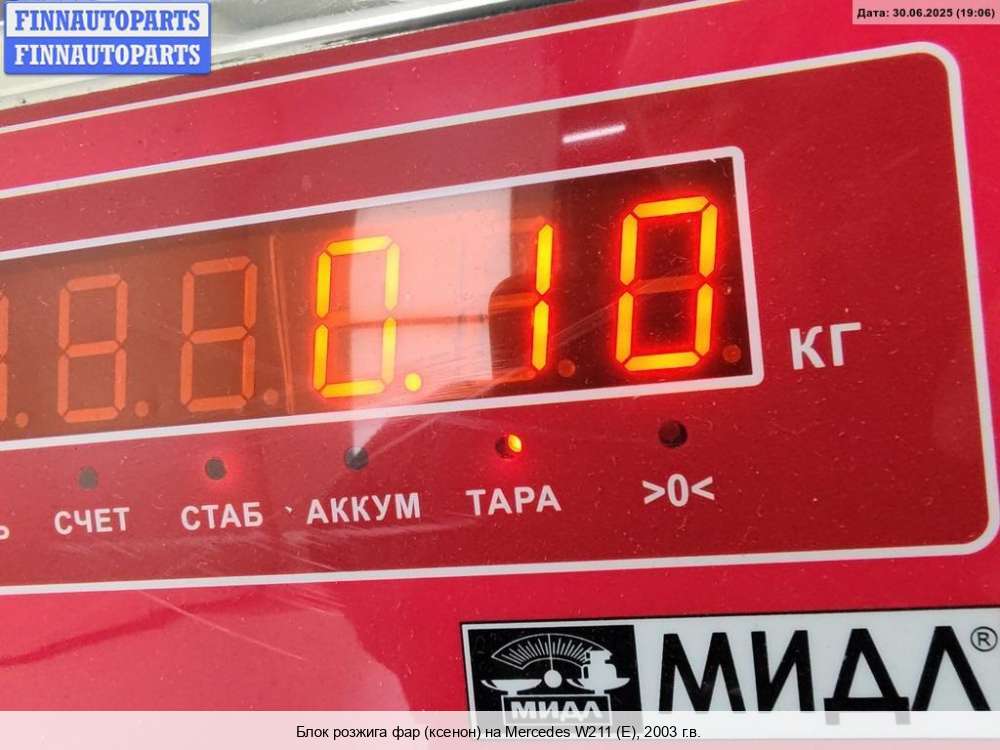 FINNAUTOPARTS
FINNAUTOPARTS
Дата: 30.06.2025 (19:06)
0.10
КГ
СЧЕТ СТАБ АККУМ ТАРА >0<
МИДЛ®
МИДЛ
Блок розжига фар (ксенон) на Mercedes W211 (E), 2003 г.в.